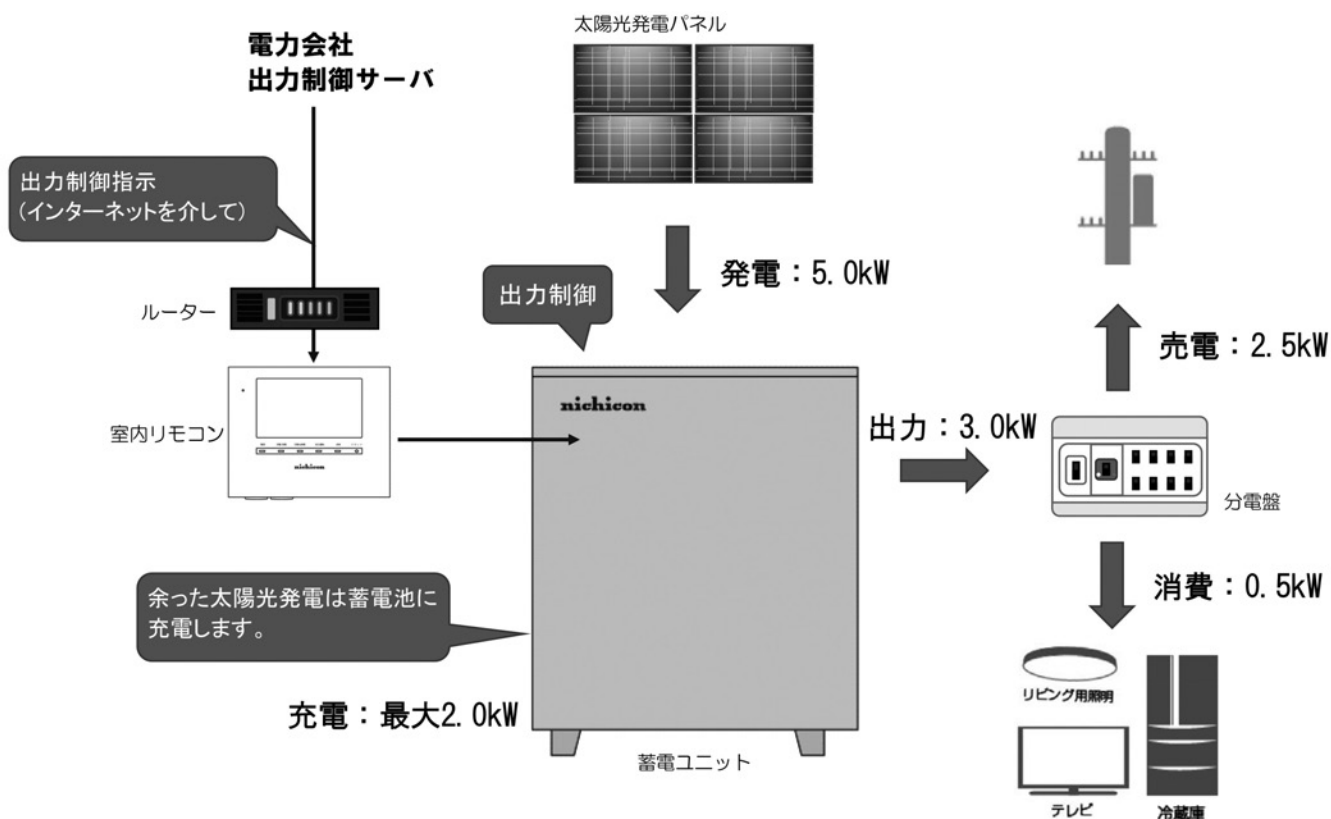 太陽光発電パネル
電力会社
出力制御サーバ
出力制御指示
(インターネットを介して)
発電：5.0kW
出力制御
ルーター
売電：2.5kW
nichicon
室内リモコン
出力：3.0kW
nichicon
分電盤
余った太陽光発電は蓄電池に
充電します。
消費：0.5kW
リビング用照明
充電：最大2.0kW
蓄電ユニット
テレビ
冷蔵庫